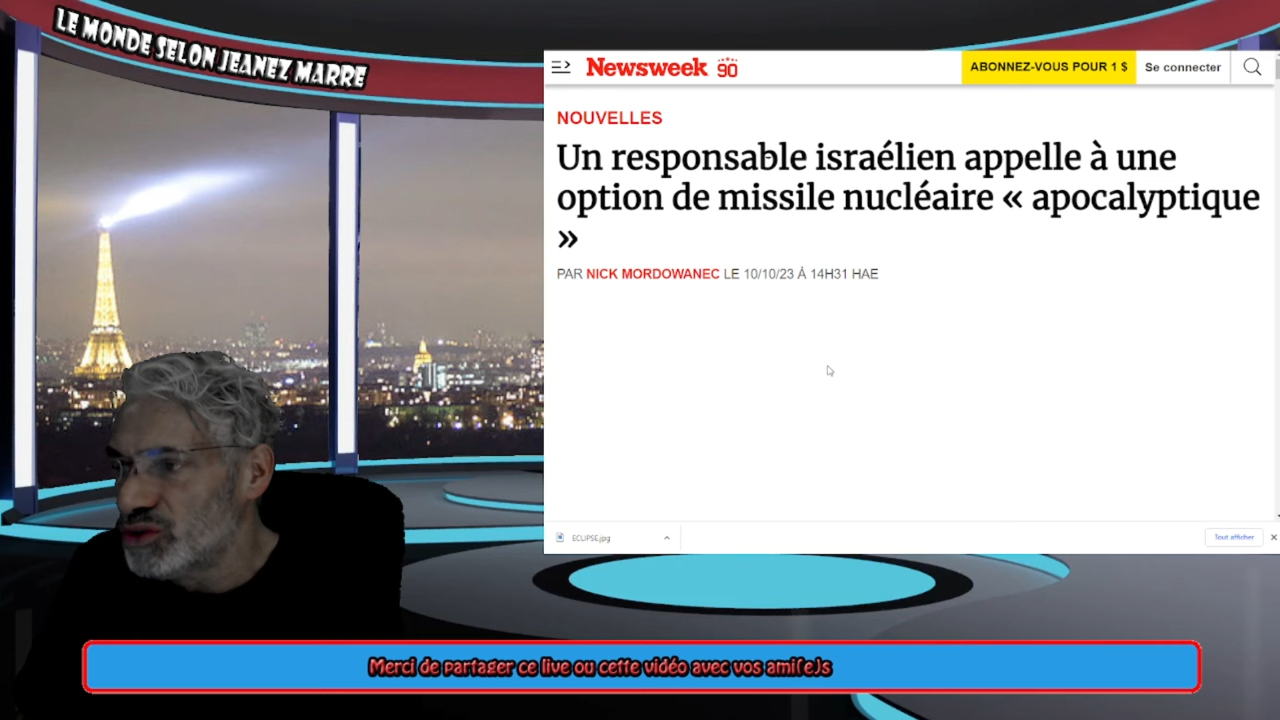 LE MONDE SELON JEANEZ MARRE
Newsweek 90
ABONNEZ-VOUS POUR 1 $
Se connecter
NOUVELLES
Un responsable israélien appelle à une
option de missile nucléaire « apocalyptique
»
PAR NICK MORDOWANEC LE 10/10/23 À 14H31 HAE
ECLIPSE.jpg
Tout afficher
Merci de partager ce live ou cette vidéo avec vos ami(e)s